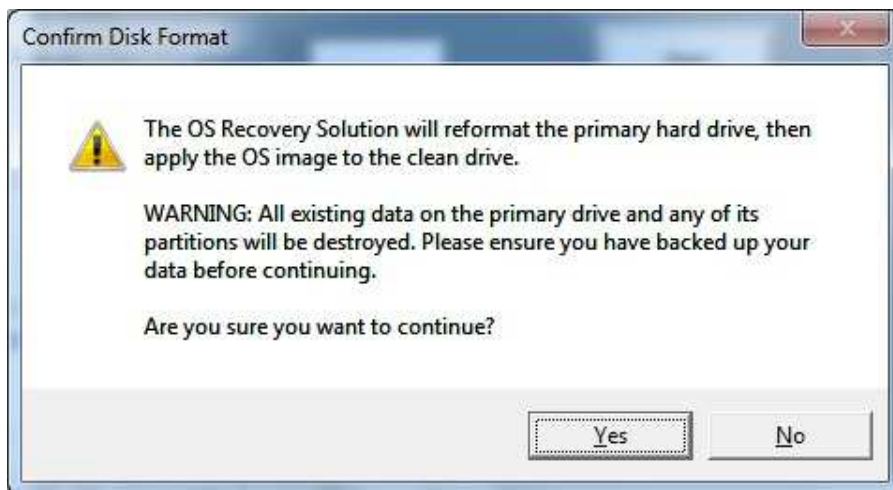 Confirm Disk Format
The OS Recovery Solution will reformat the primary hard drive, then
apply the OS image to the clean drive.
WARNING: All existing data on the primary drive and any of its
partitions will be destroyed. Please ensure you have backed up your
data before continuing.
Are you sure you want to continue?
Yes
No